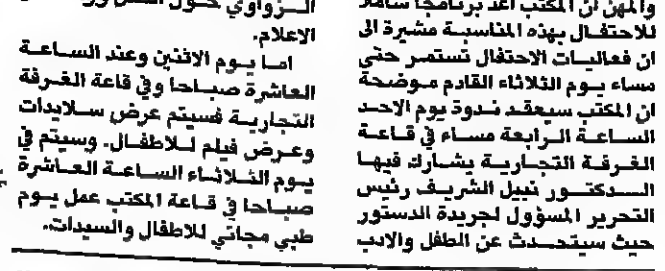 والمهن ان المكتب اعد برنامجا شاملا
للاحتفال بهذه المناسبة مشيرة الى
ان فعاليات الاحتفال تستمر حتى
مساء يوم الثلاثاء القادم موضحة
ان المكتب سيعقد ندوة يوم الاحد
الساعة الرابعة مساء في قاعة
الغرفة التجارية يشارك فيها
الدكتور نبيل الشريف رئيس
التحرير المسؤول لجريدة الدستور
حيث سيتحدث عن الطفل والادب
الزواوي حول
الاعلام.
اما يوم الاثنين وعند الساعة
العاشرة صباحا وفي قاعة الغرفة
التجارية فسيتم عرض سلايدات
وعرض فيلم للاطفال. وسيتم في
يوم الثلاثاء الساعة العاشرة
صباحا في قاعة المكتب عمل يوم
طبي مجاني للاطفال والسيدات.